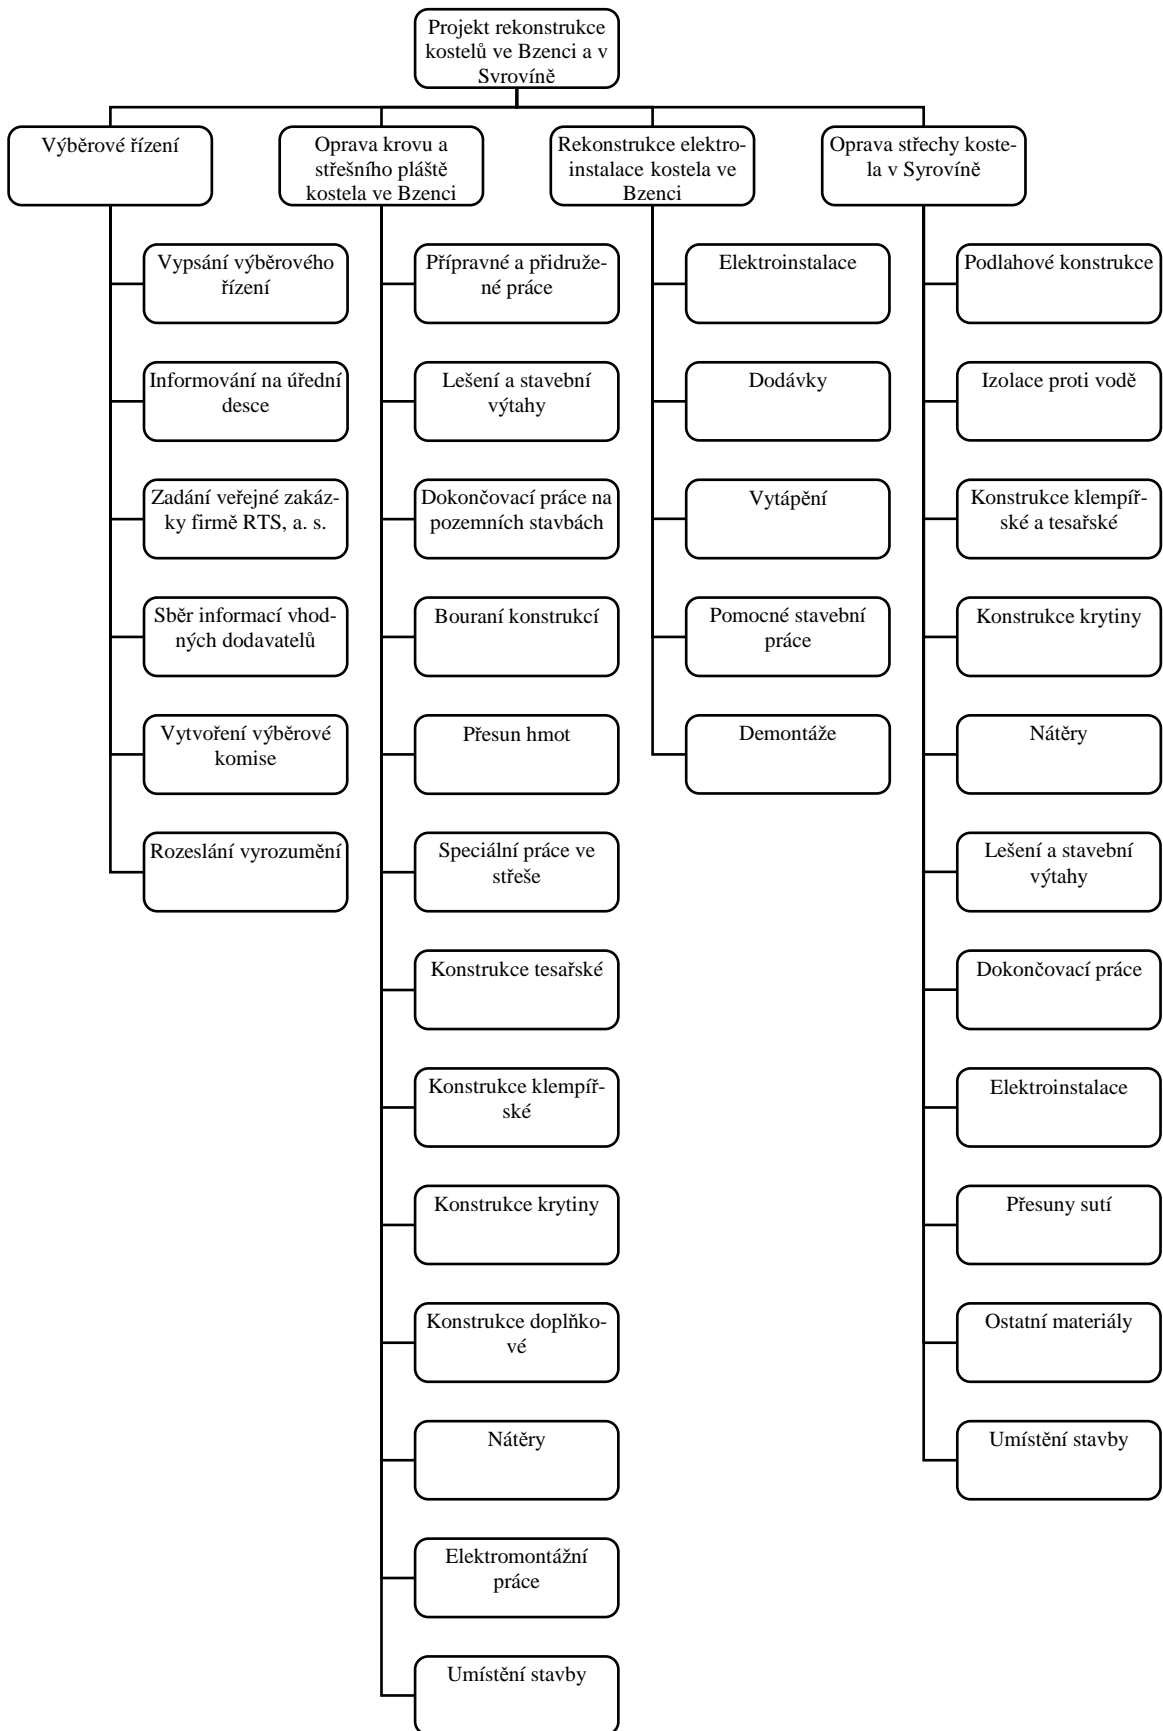 Projekt rekonstrukce
kostelů ve Bzenci a v
Syrovíně
Výběrové řízení
Oprava krovu a
střešního pláště
kostela ve Bzenci
Rekonstrukce elektro-
instalace kostela ve
Bzenci
Oprava střechy koste-
la v Syrovíně
Vypsání výběrového
řízení
Informování na úřední
desce
Zadání veřejné zakáz-
ky firmě RTS, a. s.
Sběr informací vhod-
ných dodavatelů
Vytvoření výběrové
komise
Rozeslání vyrozumění
Přípravné a přidruže-
né práce
Lešení a stavební
výtahy
Dokončovací práce na
pozemních stavbách
Bouraní konstrukcí
Přesun hmot
Speciální práce ve
střeše
Konstrukce tesařské
Konstrukce klempíř-
ské
Konstrukce krytiny
Konstrukce doplňko-
vé
Nátěry
Elektromontážní
práce
Umístění stavby
Elektroinstalace
Dodávky
Vytápění
Pomocné stavební
práce
Demontáže
Podlahové konstrukce
Izolace proti vodě
Konstrukce klempíř-
ské a tesařské
Konstrukce krytiny
Nátěry
Lešení a stavební
výtahy
Dokončovací práce
Elektroinstalace
Přesuny sutí
Ostatní materiály
Umístění stavby